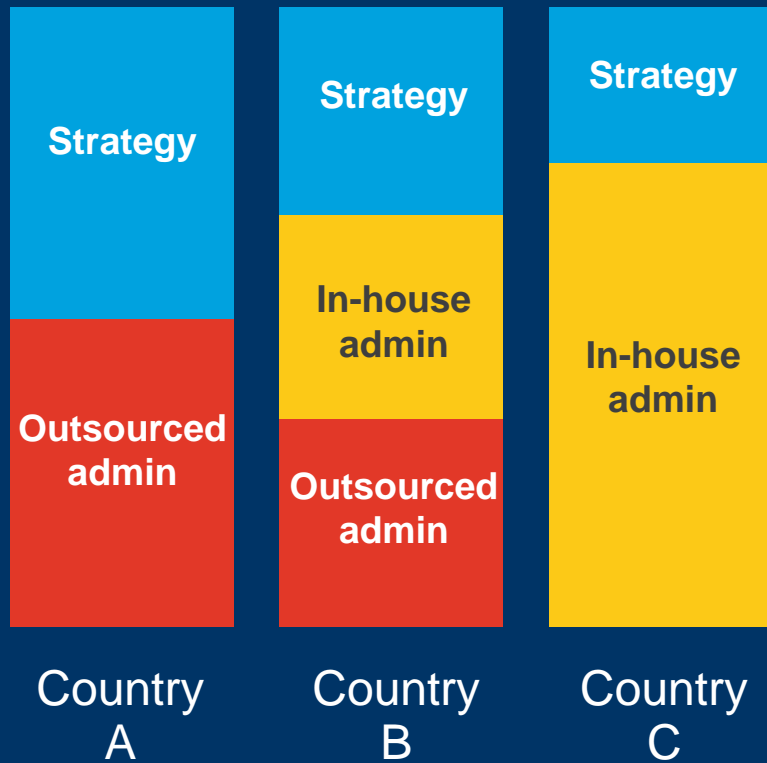 Strategy
Outsourced
admin
Country
A
Strategy
In-house
admin
Outsourced
admin
Country
B
Strategy
In-house
admin
Country
C